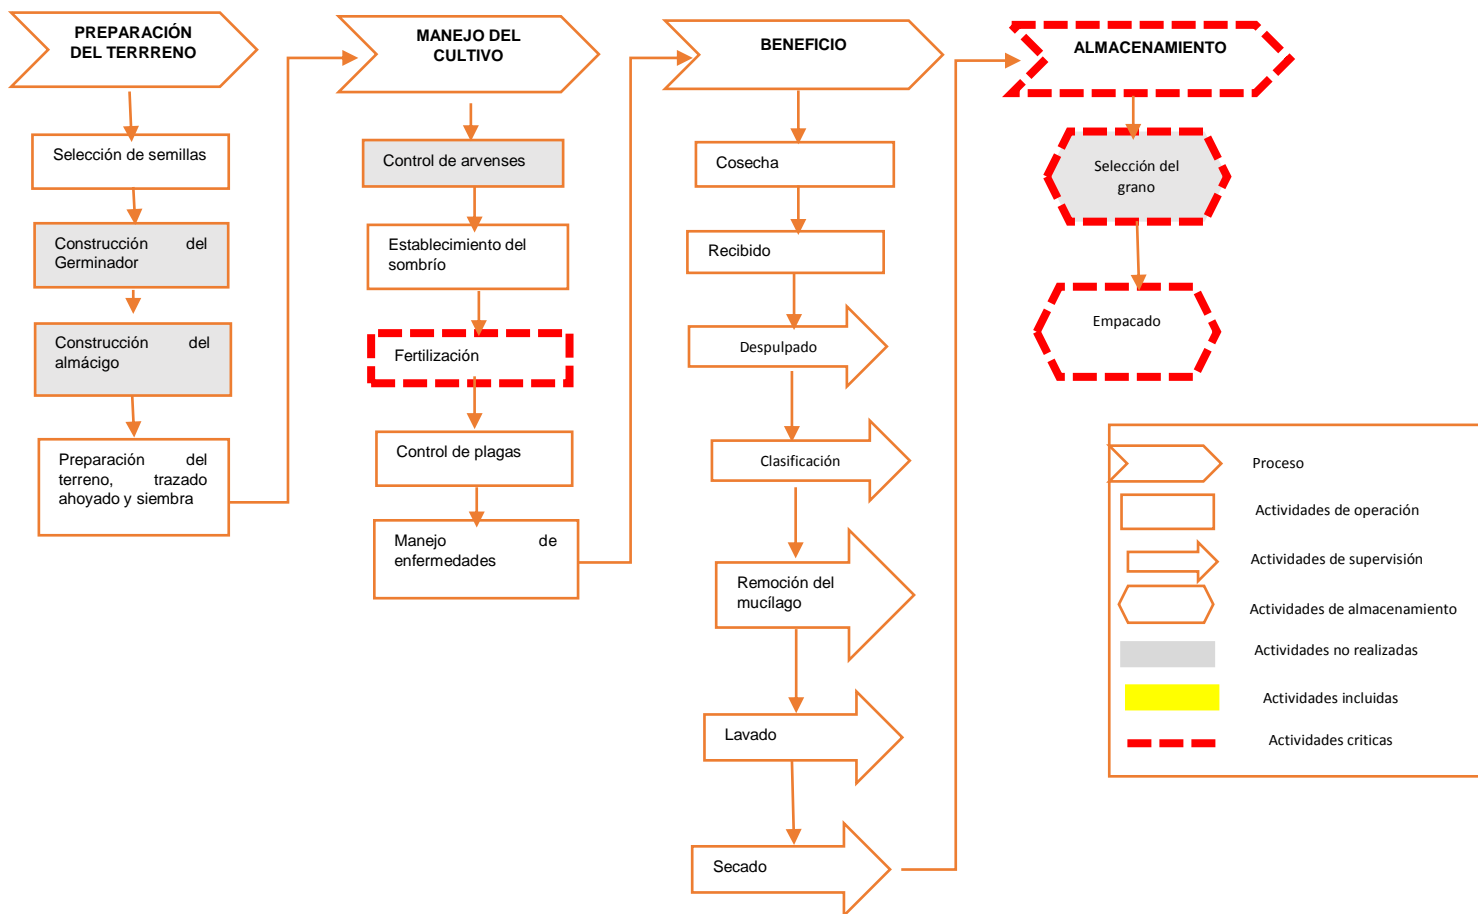 PREPARACIÓN
DEL TERRRENO
Selección de semillas
Construcción del
Germinador
Construcción del
almácigo
Preparación del
terreno, trazado
ahoyado y siembra
MANEJO DEL
CULTIVO
Control de arvenses
Establecimiento del
sombrío
Fertilización
Control de plagas
Manejo de
enfermedades
BENEFICIO
Cosecha
Recibido
Despulpado
Clasificación
Remoción del
mucílago
Lavado
Secado
ALMACENAMIENTO
Selección del
grano
Empacado
Proceso
Actividades de operación
Actividades de supervisión
Actividades de almacenamiento
Actividades no realizadas
Actividades incluidas
Actividades criticas